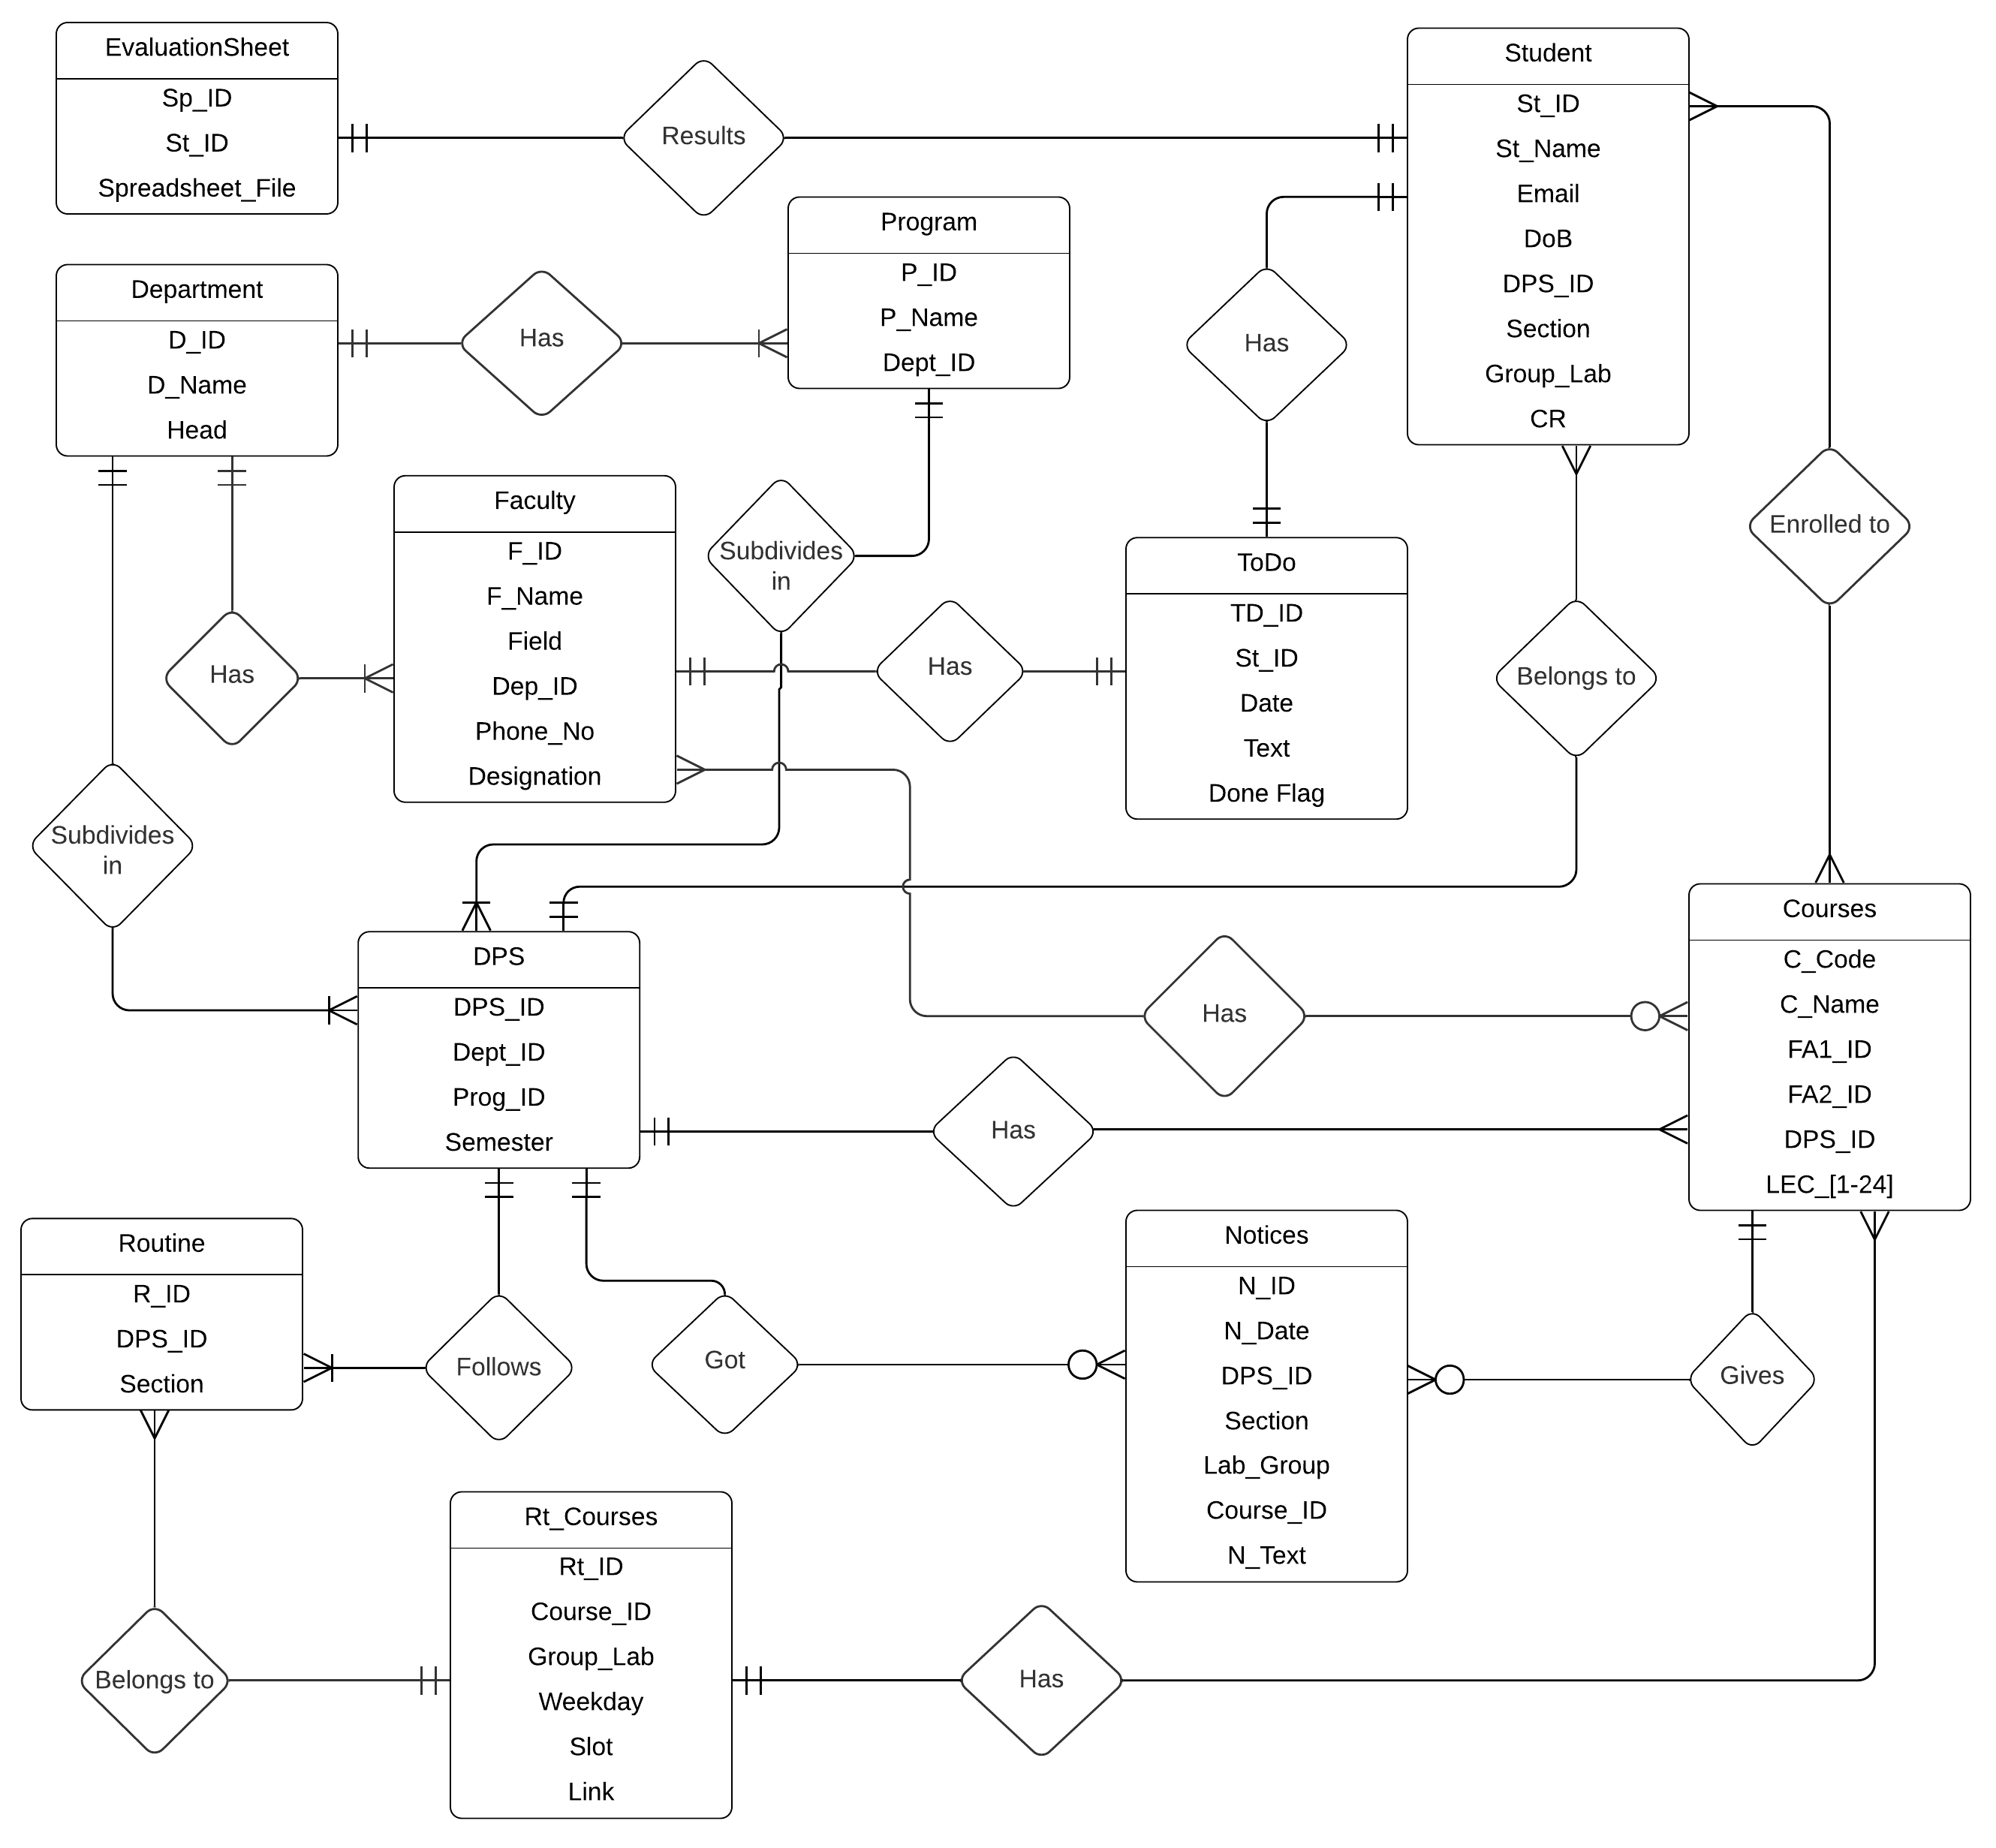 EvaluationSheet
Sp_ID
St_ID
Spreadsheet_File
Results
Student
St_ID
St_Name
Email
DoB
DPS_ID
Section
Group_Lab
CR
Program
P_ID
P_Name
Dept_ID
Department
D_ID
D_Name
Head
Has
Has
Enrolled to
Faculty
F_ID
F_Name
Field
Dep_ID
Phone_No
Designation
Subdivides
in
Has
ToDo
TD_ID
St_ID
Date
Text
Done Flag
Has
Belongs to
Subdivides
in
DPS
DPS_ID
Dept_ID
Prog_ID
Semester
Has
Courses
C_Code
C_Name
FA1_ID
FA2_ID
DPS_ID
LEC_[1-24]
Has
Routine
R_ID
DPS_ID
Section
Follows
Got
Notices
N_ID
N_Date
DPS_ID
Section
Lab_Group
Course_ID
N_Text
Gives
Rt_Courses
Rt_ID
Course_ID
Group_Lab
Weekday
Slot
Link
Belongs to
Has